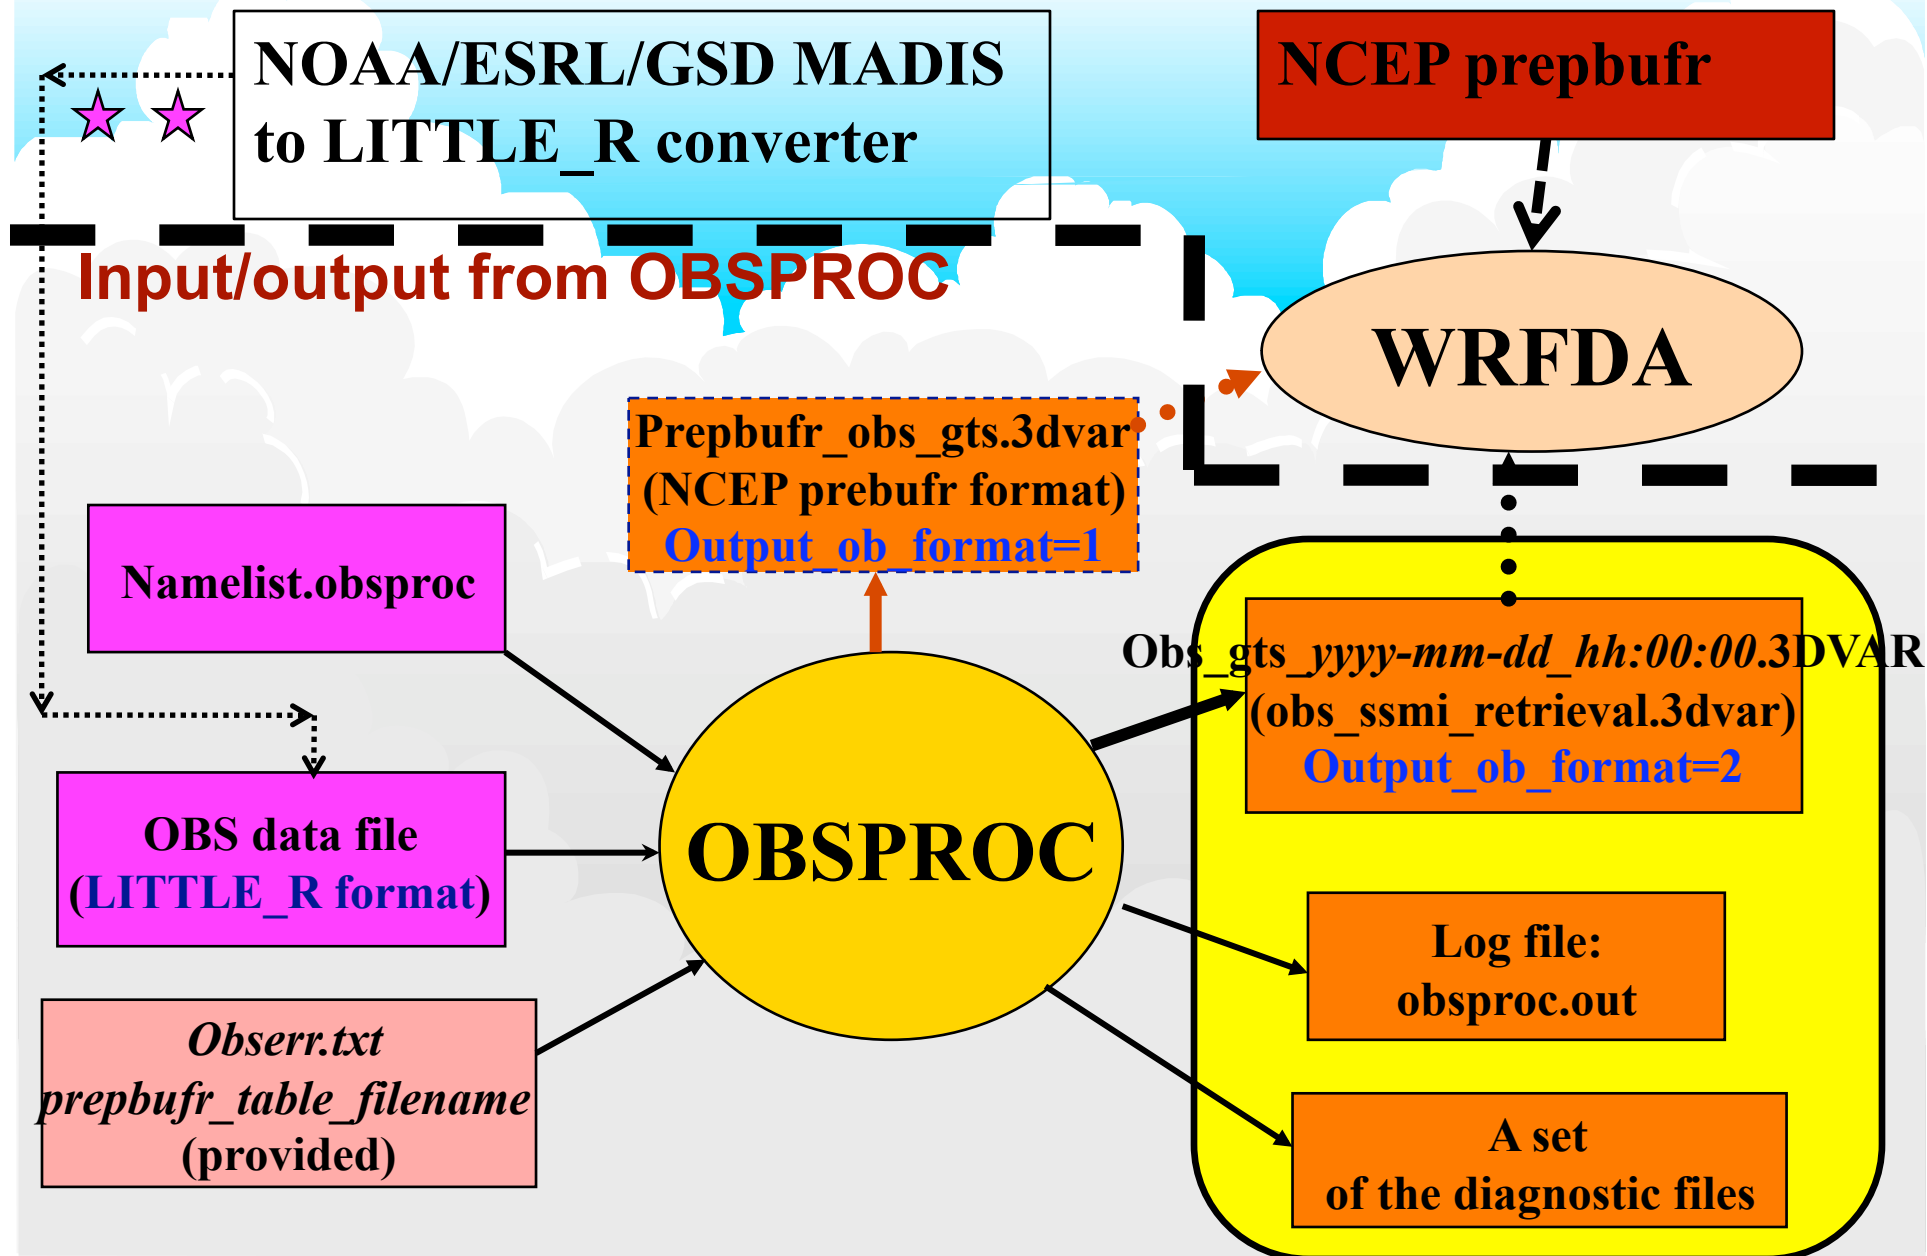 NOAA/ESRL/GSD MADIS
to LITTLE_R converter
NCEP prepbufr
Input/output from OBSPROC
WRFDA
Prepbufr_obs_gts.3dvar
(NCEP prebufr format)
Output_ob_format=1
Namelist.obsproc
Obs_gts_yyyy-mm-dd_hh:00:00.3DVAR
(obs_ssmi_retrieval.3dvar)
Output_ob_format=2
OBS data file
(LITTLE_R format)
OBSPROC
Log file:
obsproc.out
Obserr.txt
prepbufr_table_filename
(provided)
A set
of the diagnostic files